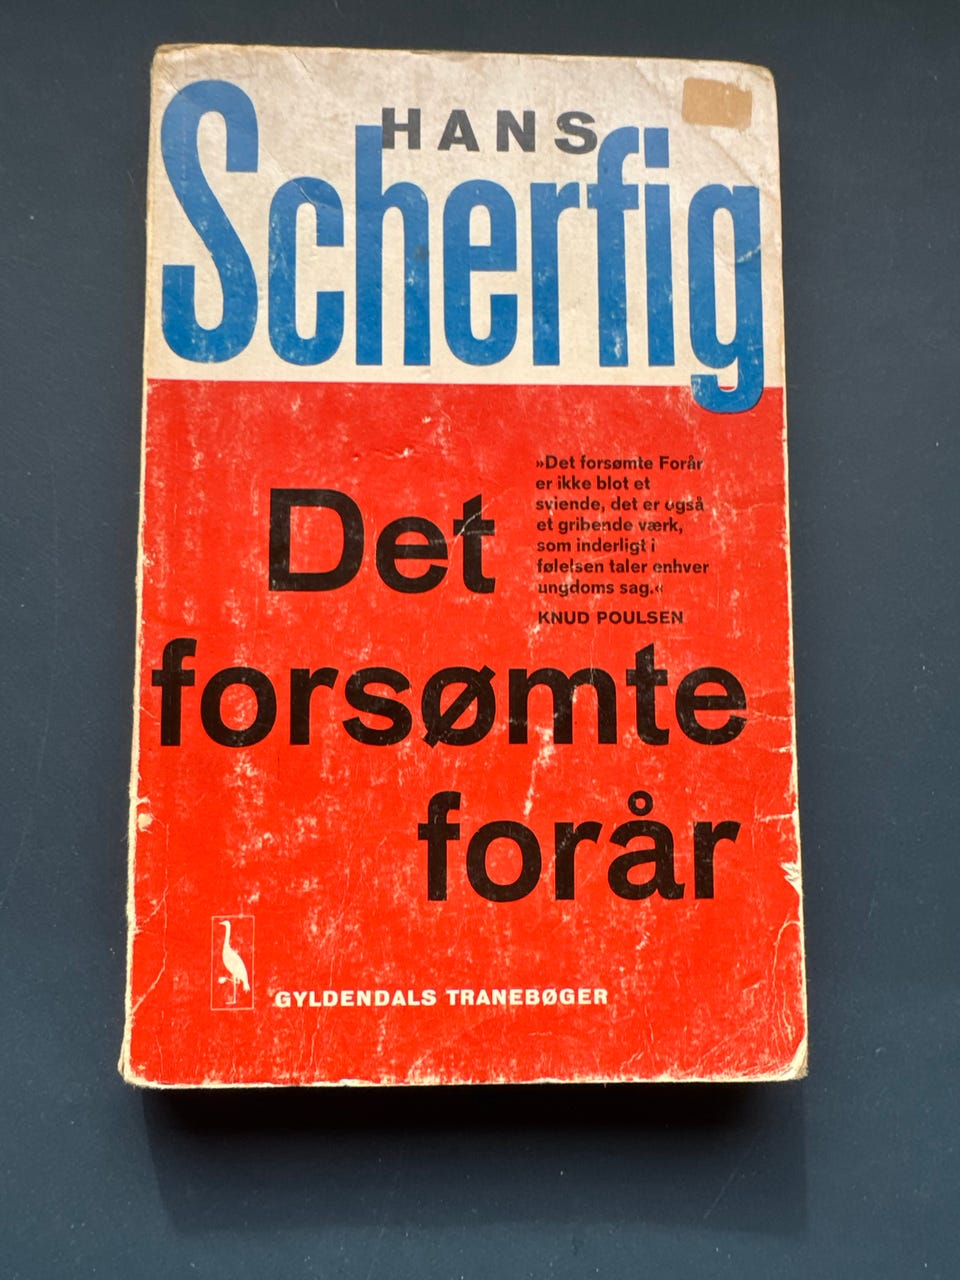 HANS
Scherfig
»Det forsømte Forår
er ikke blot et
sviende, det er også
et gribende værk,
som inderligt i
følelsen taler enhver
ungdoms sag.«
KNUD POULSEN
Det
forsømte
forår
GYLDENDALS TRANEBØGER